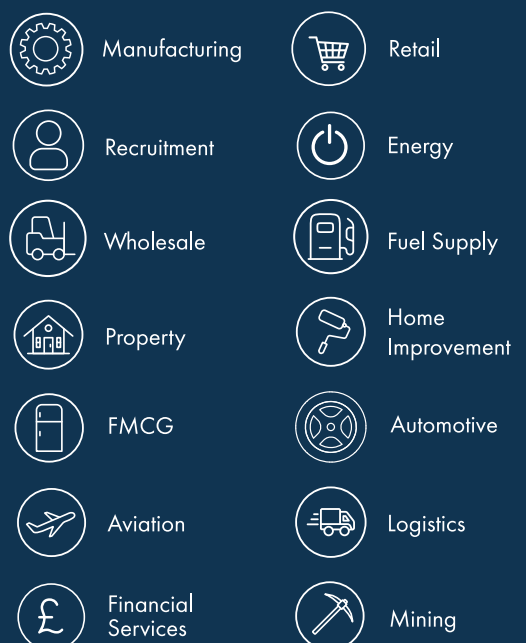 Manufacturing
Retail
Recruitment
Energy
Wholesale
Fuel Supply
Property
Home
Improvement
FMCG
Automotive
Aviation
Logistics
£
Financial
Services
Mining